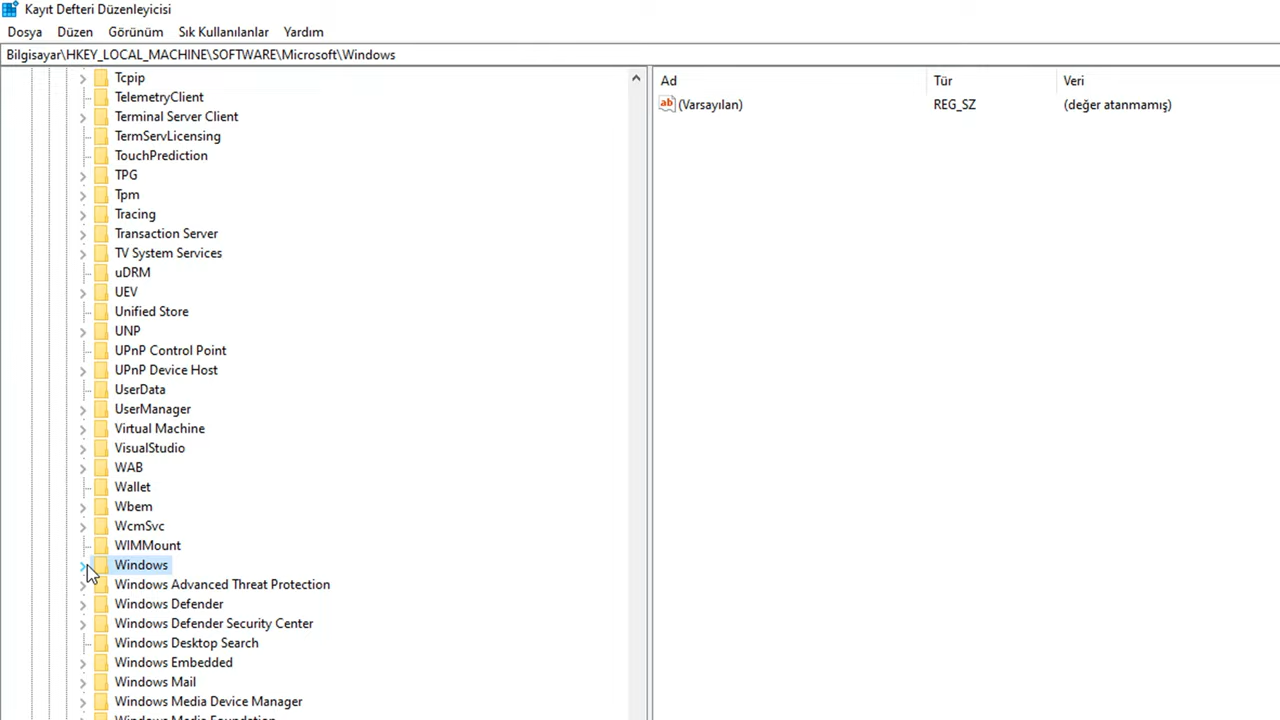 Kayıt Defteri Düzenleyicisi
Dosya Düzen Görünüm Sık Kullanılanlar Yardım
Bilgisayar\HKEY_LOCAL_MACHINE\SOFTWARE\Microsoft\Windows
Tcpip
TelemetryClient
Terminal Server Client
TermServLicensing
TouchPrediction
TPG
Tpm
Tracing
Transaction Server
TV System Services
uDRM
UEV
Unified Store
UNP
UPnP Control Point
UPnP Device Host
UserData
UserManager
Virtual Machine
VisualStudio
WAB
Wallet
Wbem
WcmSvc
WIMMount
Windows
Windows Advanced Threat Protection
Windows Defender
Windows Defender Security Center
Windows Desktop Search
Windows Embedded
Windows Mail
Windows Media Device Manager
Windows Media Foundation
Ad Tür Veri
ab (Varsayılan) REG_SZ (değer atanmamış)